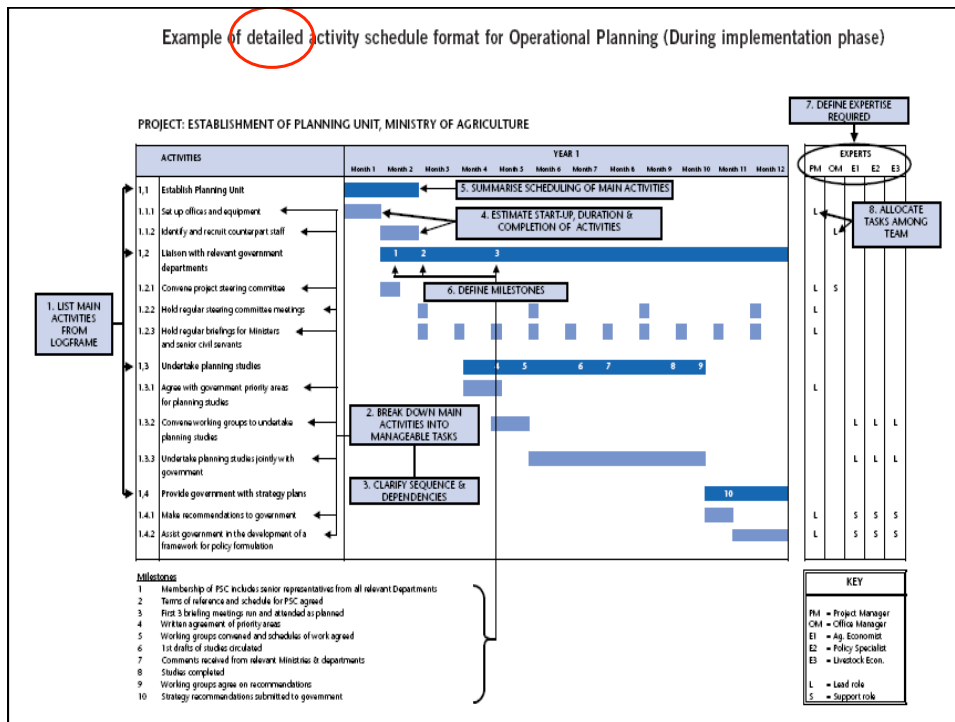 Example of detailed activity schedule format for Operational Planning (During implementation phase)
7. DEFINE EXPERTISE
REQUIRED
PROJECT: ESTABLISHMENT OF PLANNING UNIT, MINISTRY OF AGRICULTURE
ACTIVITIES
YEAR 1
Month 1 Month 2 Month 3 Month 4 Month 5 Month 6 Month 7 Month 8 Month 9 Month 10 Month 11 Month 12
EXPERTS
PM OM E1 E2 E3
1,1 Establish Planning Unit
5. SUMMARISE SCHEDULING OF MAIN ACTIVITIES
1.1.1 Set up offices and equipment
L
4. ESTIMATE START-UP, DURATION &
COMPLETION OF ACTIVITIES
8. ALLOCATE
TASKS AMONG
TEAM
1.1.2 Identify and recruit counterpart staff
L
1,2 Liaison with relevant government
departments
1 2 3
1.2.1 Convene project steering committee
L S
6. DEFINE MILESTONES
1. LIST MAIN
ACTIVITIES
FROM
LOGFRAME
1.2.2 Hold regular steering committee meetings
L
1.2.3 Hold regular briefings for Ministers
and senior civil servants
L
1,3 Undertake planning studies
4 5 6 7 8 9
1.3.1 Agree with government priority areas
for planning studies
L
2. BREAK DOWN MAIN
ACTIVITIES INTO
MANAGEABLE TASKS
1.3.2 Convene working groups to undertake
planning studies
L L L
1.3.3 Undertake planning studies jointly with
government
L L L
3. CLARIFY SEQUENCE &
DEPENDENCIES
1,4 Provide government with strategy plans
10
1.4.1 Make recommendations to government
L S S S
1.4.2 Assist government in the development of a
framework for policy formulation
L S S S
Milestones
1 Membership of PSC includes senior representatives from all relevant Departments
2 Terms of reference and schedule for PSC agreed
3 First 3 briefing meetings run and attended as planned
4 Written agreement of priority areas
5 Working groups convened and schedules of work agreed
6 1st drafts of studies circulated
7 Comments received from relevant Ministries & departments
8 Studies completed
9 Working groups agree on recommendations
10 Strategy recommendations submitted to government
KEY
PM = Project Manager
OM = Office Manager
E1 = Ag. Economist
E2 = Policy Specialist
E3 = Livestock Econ.
L = Lead role
S = Support role